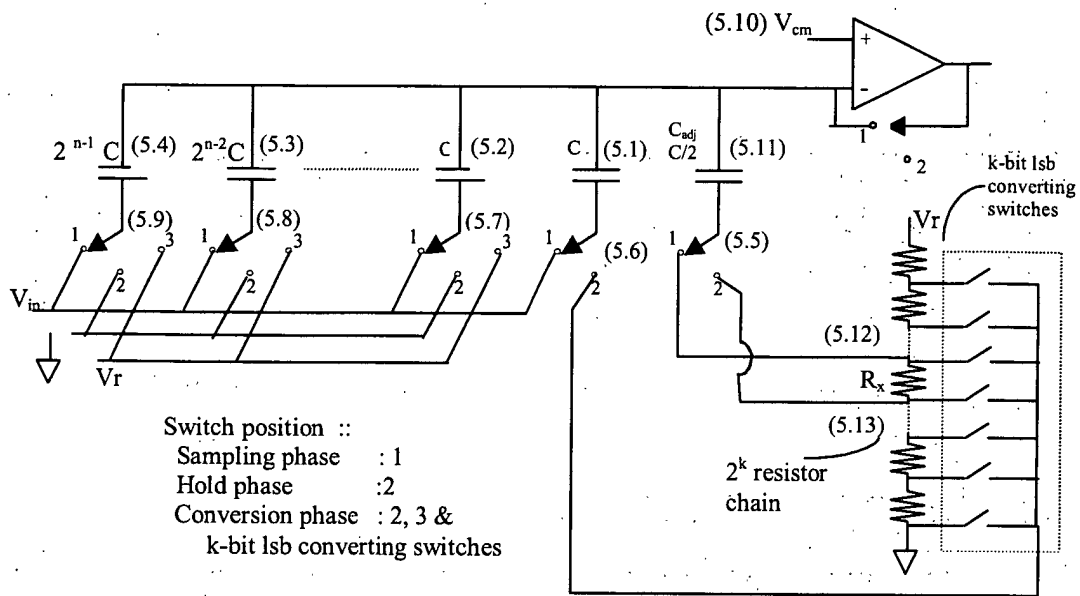 (5.10) V_cm
+
-
1
2
2^n-1 C (5.4)
2^n-2 C (5.3)
C (5.2)
C (5.1)
C_adj
C/2
(5.11)
k-bit lsb
converting
switches
1 (5.9) 3
2
1 (5.8) 3
2
1 (5.7) 3
2
1 (5.6)
2
1 (5.5)
2
Vr
V_in
Vr
(5.12)
R_x
(5.13)
2^k resistor
chain
Switch position ::
Sampling phase : 1
Hold phase :2
Conversion phase : 2, 3 &
k-bit lsb converting switches